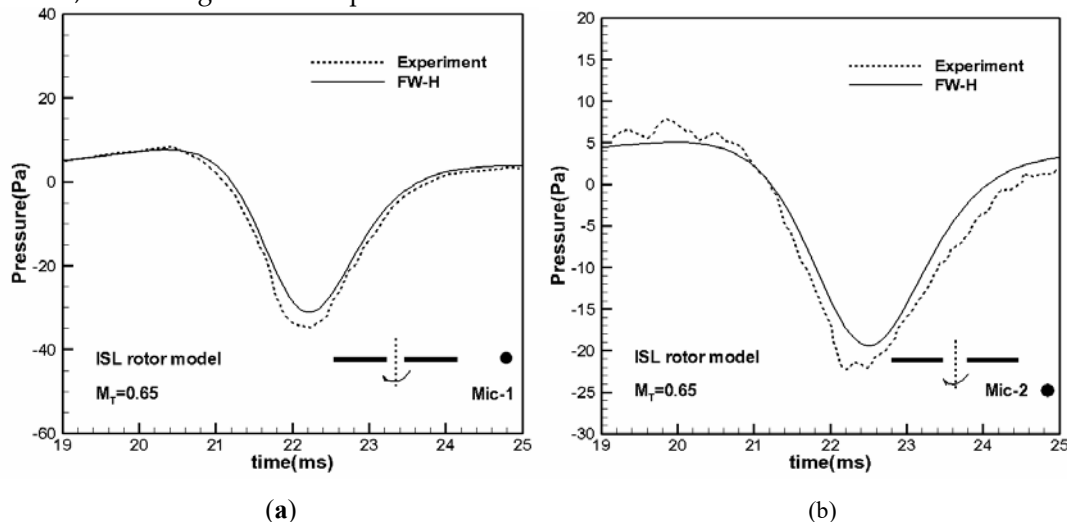 40
20
0
-20
-40
-60
Pressure(Pa)
Experiment
FW-H
ISL rotor model
M_T=0.65
Mic-1
19 20 21 22 23 24 25
time(ms)
(a)
20
15
10
5
0
-5
-10
-15
-20
-25
-30
Pressure(Pa)
Experiment
FW-H
ISL rotor model
M_T=0.65
Mic-2
19 20 21 22 23 24 25
time(ms)
(b)